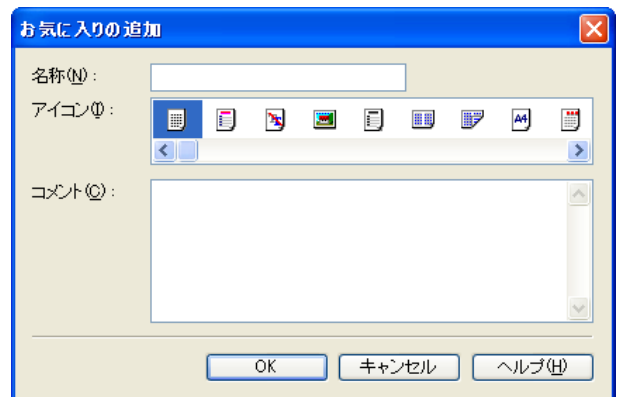 お気に入りの追加
名称(N):
アイコン(I):
A4
コメント(C):
OK キャンセル ヘルプ(H)